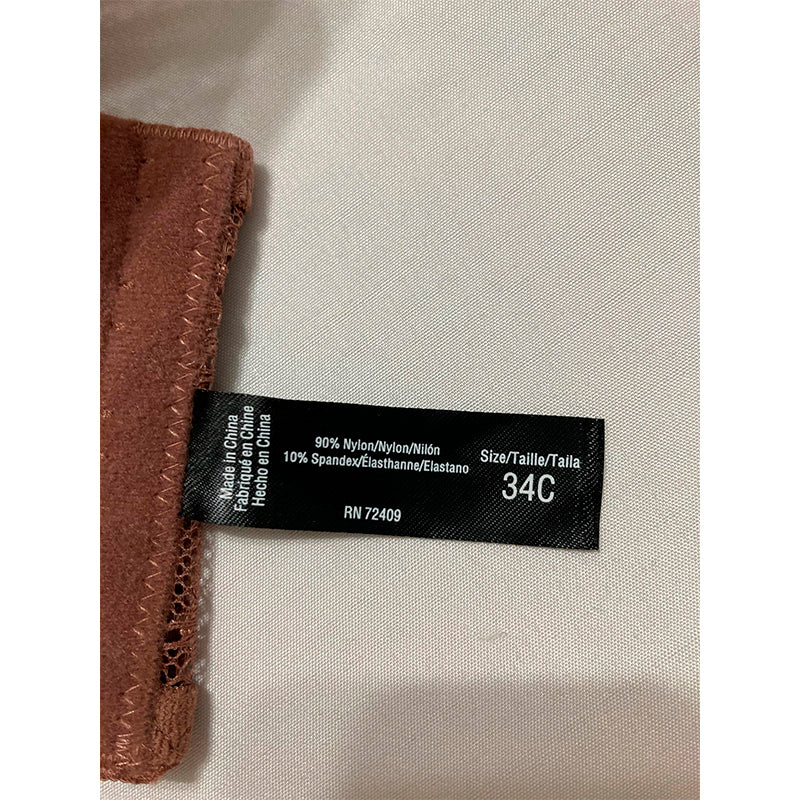 Made in China
Fabriqué en Chine
Hecho en China
90% Nylon/Nylon/Nilón
10% Spandex/Élasthanne/Elastano
RN 72409
Size/Taille/Taila
34C